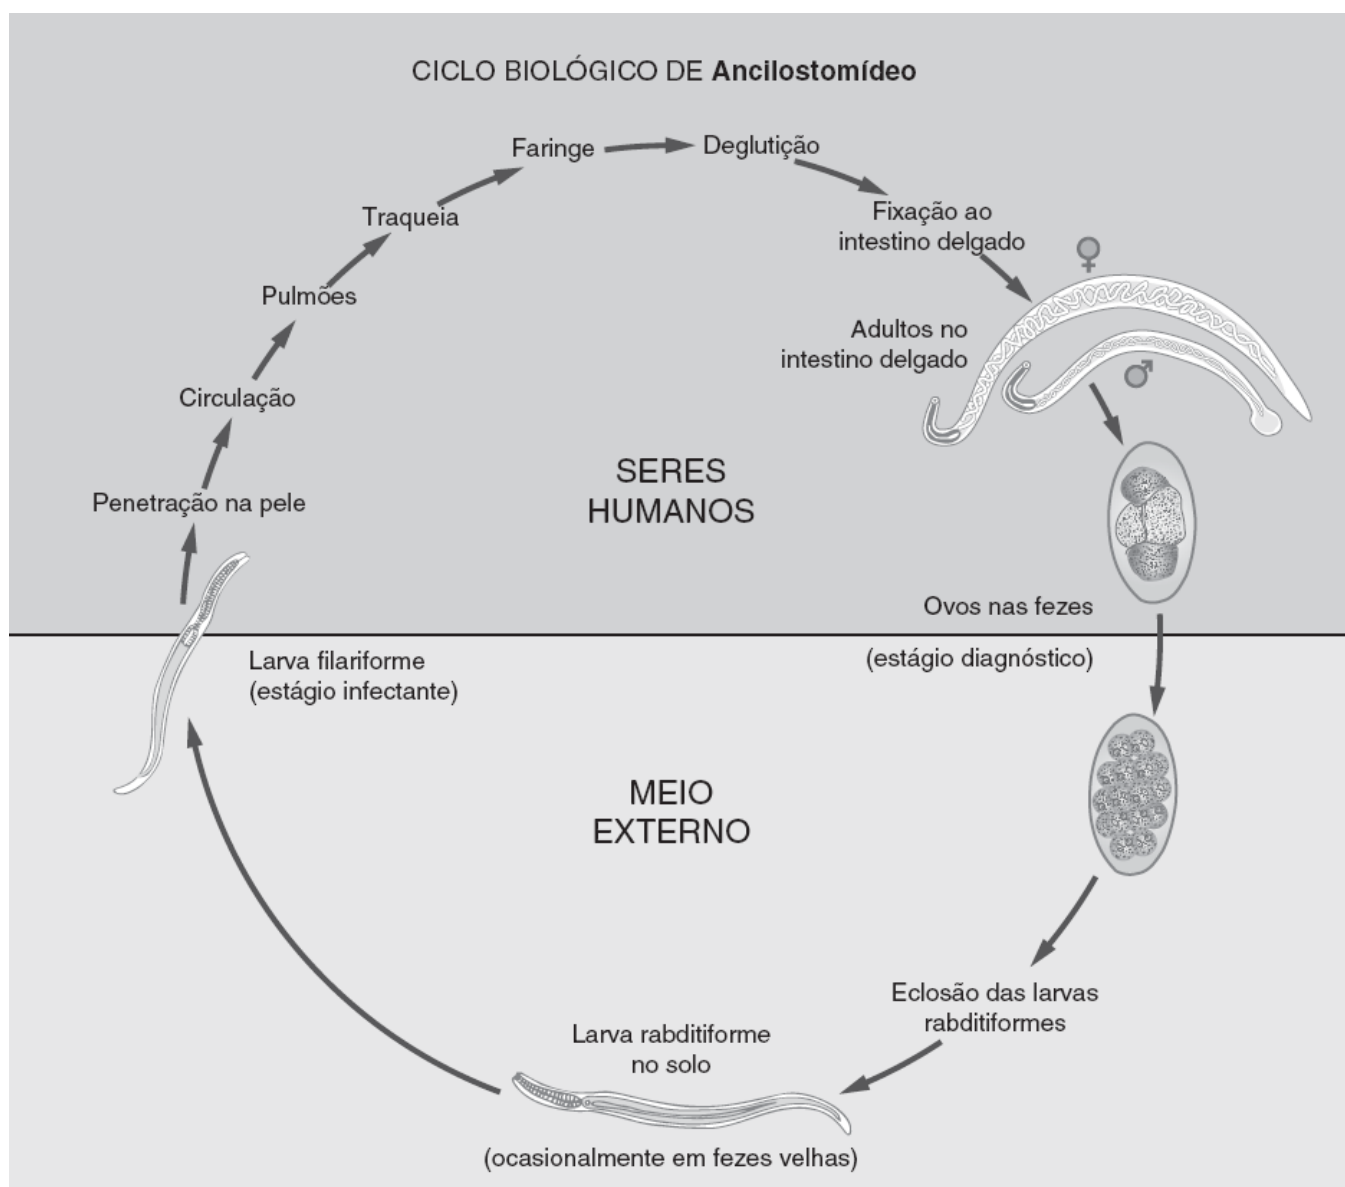 CICLO BIOLÓGICO DE Ancilostomídeo
Faringe
Deglutição
Traqueia
Fixação ao
intestino delgado
Pulmões
Adultos no
intestino delgado
Circulação
SERES
HUMANOS
Penetração na pele
Ovos nas fezes
(estágio diagnóstico)
Larva filariforme
(estágio infectante)
MEIO
EXTERNO
Eclosão das larvas
rabditiformes
Larva rabditiforme
no solo
(ocasionalmente em fezes velhas)